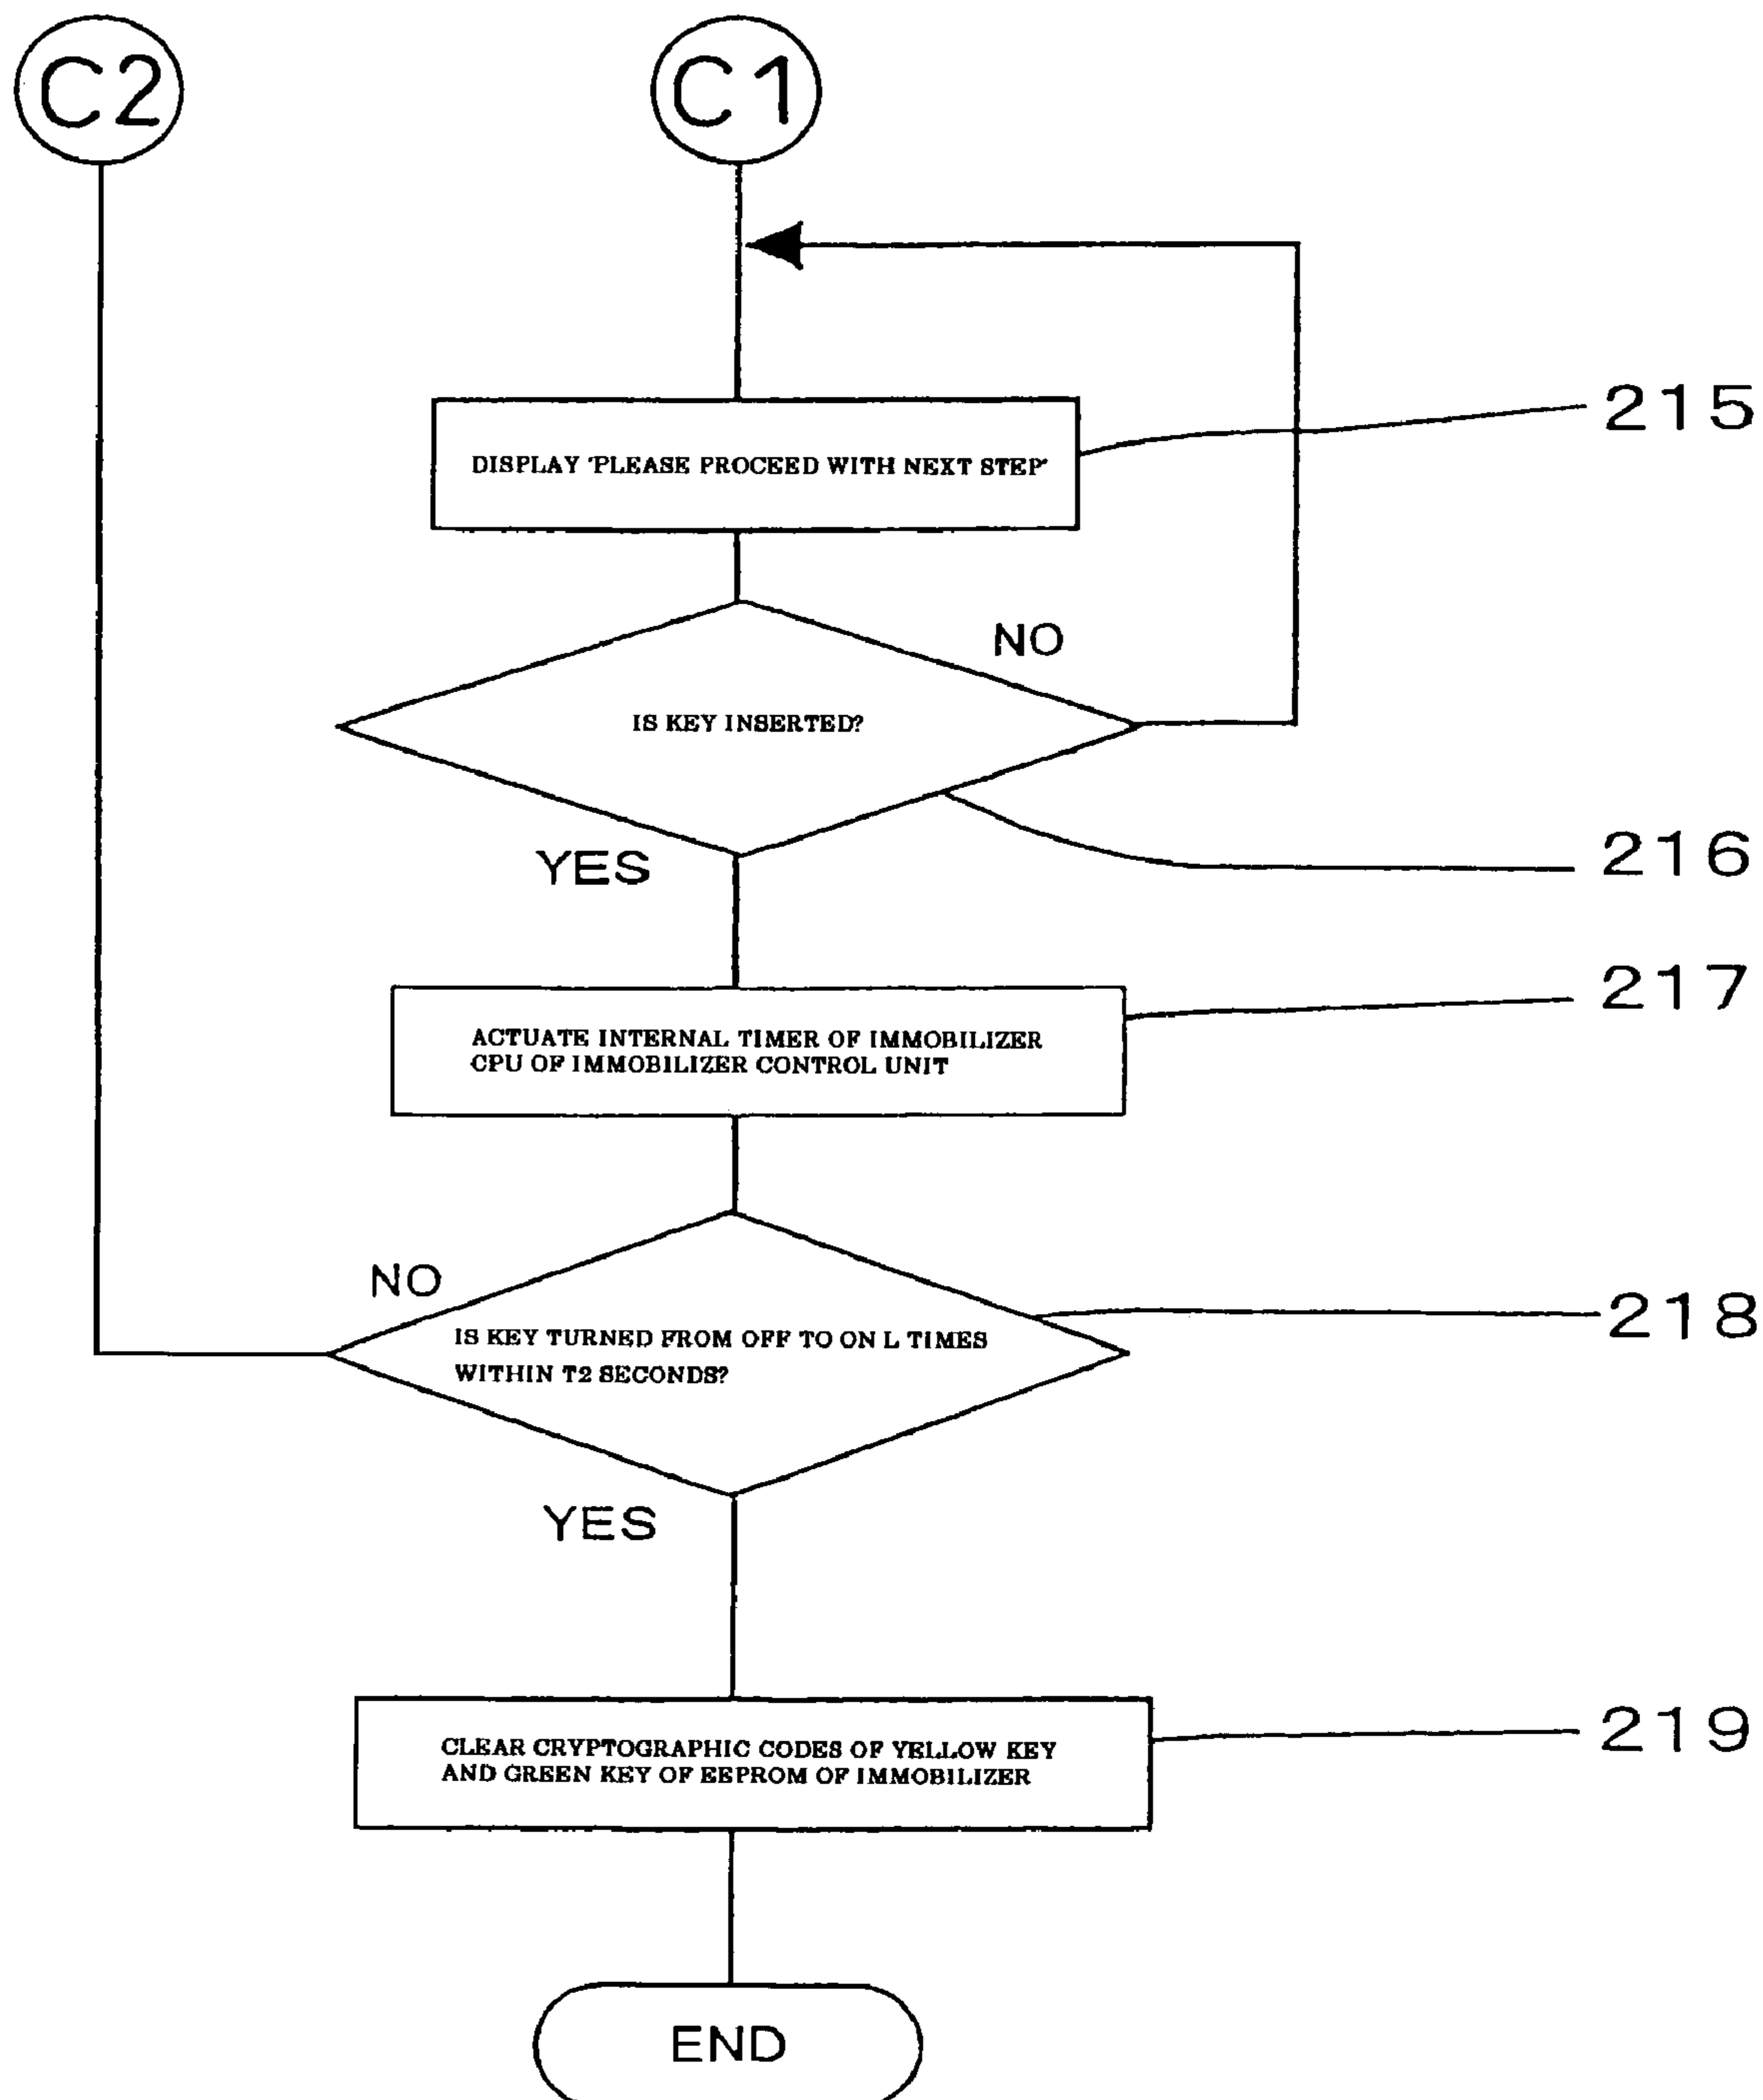 C2
C1
215
DISPLAY 'PLEASE PROCEED WITH NEXT STEP'
NO
IS KEY INSERTED?
216
YES
217
ACTUATE INTERNAL TIMER OF IMMOBILIZER
CPU OF IMMOBILIZER CONTROL UNIT
NO
218
IS KEY TURNED FROM OFF TO ON L TIMES
WITHIN T2 SECONDS?
YES
219
CLEAR CRYPTOGRAPHIC CODES OF YELLOW KEY
AND GREEN KEY OF EEPROM OF IMMOBILIZER
END